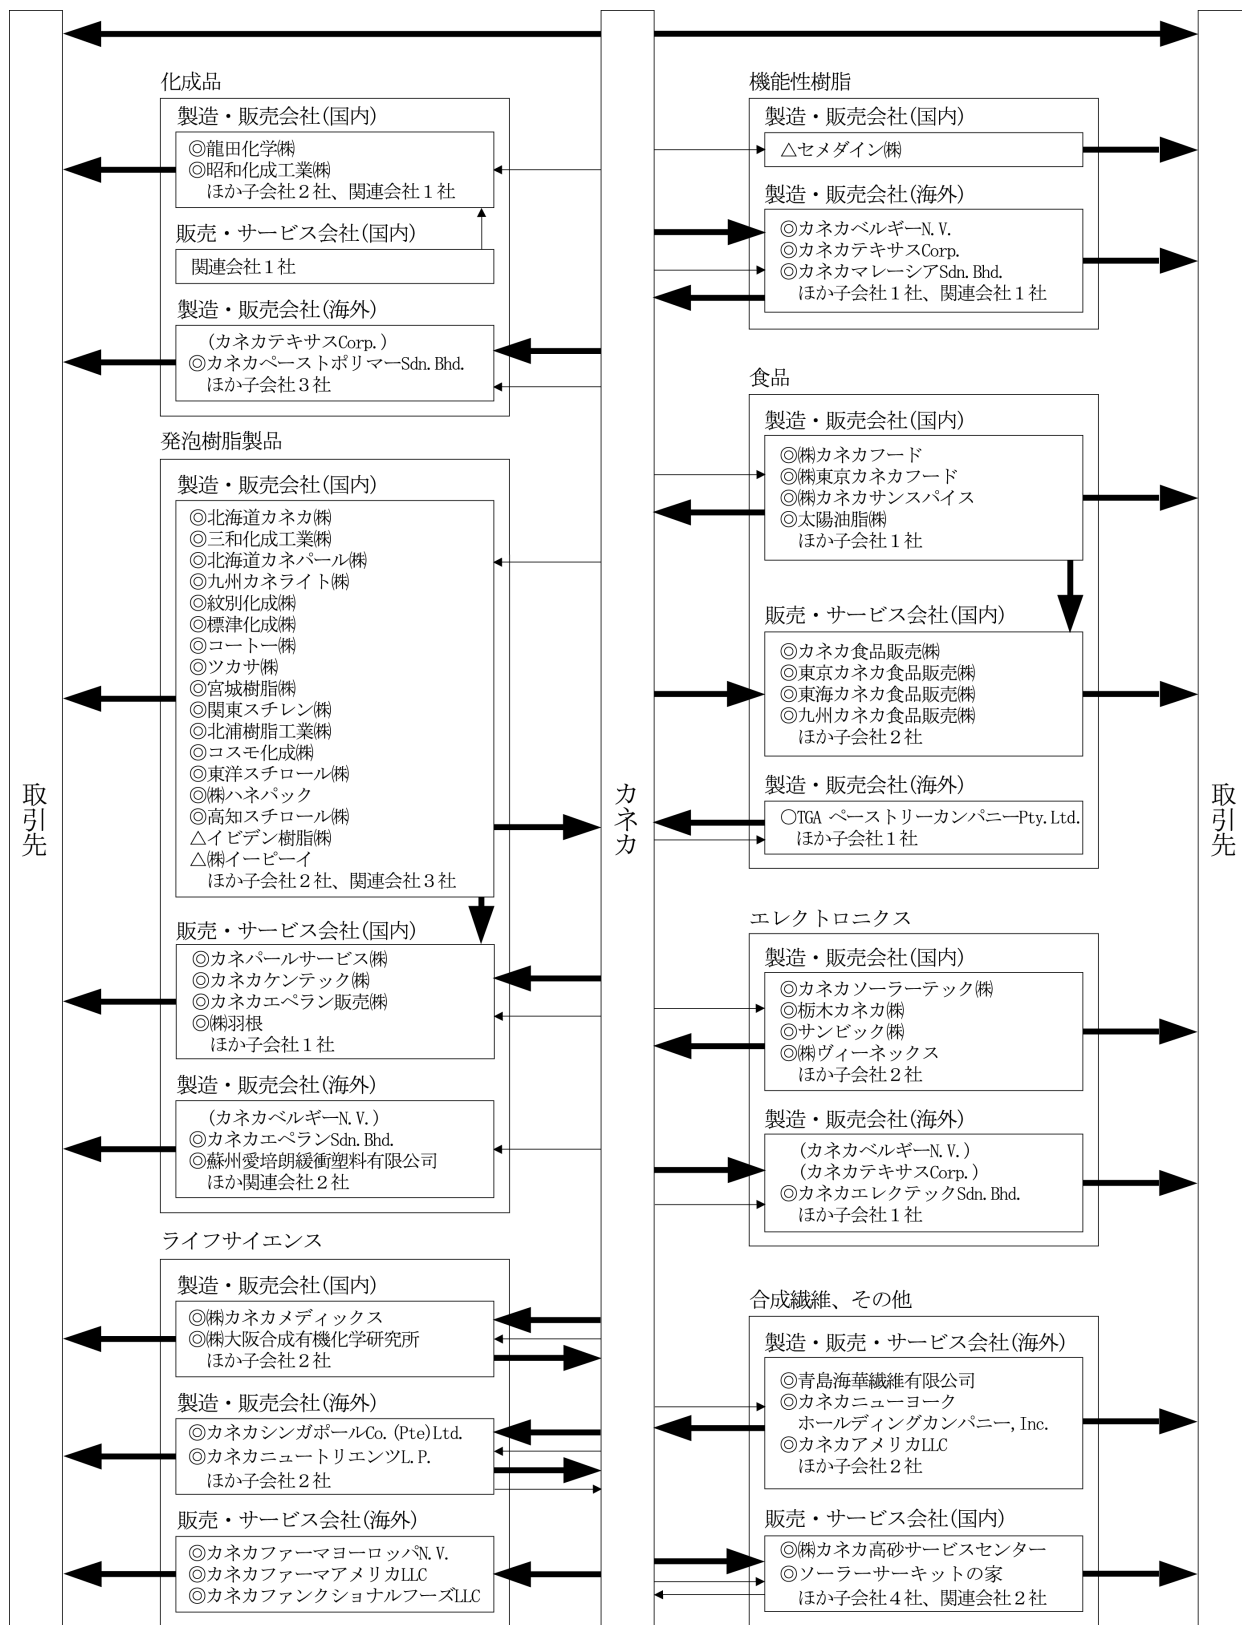 取引先
化成品
製造・販売会社(国内)
◎龍田化学㈱
◎昭和化成工業㈱
ほか子会社２社、関連会社１社
販売・サービス会社(国内)
関連会社１社
製造・販売会社(海外)
(カネカテキサスCorp.)
◎カネカペーストポリマーSdn.Bhd.
ほか子会社３社
発泡樹脂製品
製造・販売会社(国内)
◎北海道カネカ㈱
◎三和化成工業㈱
◎北海道カネパール㈱
◎九州カネライト㈱
◎紋別化成㈱
◎標津化成㈱
◎コートー㈱
◎ツカサ㈱
◎宮城樹脂㈱
◎関東スチレン㈱
◎北浦樹脂工業㈱
◎コスモ化成㈱
◎東洋スチロール㈱
◎㈱ハネパック
◎高知スチロール㈱
△イビデン樹脂㈱
△㈱イーピーイ
ほか子会社２社、関連会社３社
販売・サービス会社(国内)
◎カネパールサービス㈱
◎カネカケンテック㈱
◎カネカエペラン販売㈱
◎㈱羽根
ほか子会社１社
製造・販売会社(海外)
(カネカベルギーN.V.)
◎カネカエペランSdn.Bhd.
◎蘇州愛培朗緩衝塑料有限公司
ほか関連会社２社
ライフサイエンス
製造・販売会社(国内)
◎㈱カネカメディックス
◎㈱大阪合成有機化学研究所
ほか子会社２社
製造・販売会社(海外)
◎カネカシンガポールCo.(Pte)Ltd.
◎カネカニュートリエンツL.P.
ほか子会社２社
販売・サービス会社(海外)
◎カネカファーマヨーロッパN.V.
◎カネカファーマアメリカLLC
◎カネカファンクショナルフーズLLC
カネカ
機能性樹脂
製造・販売会社(国内)
△セメダイン㈱
製造・販売会社(海外)
◎カネカベルギーN.V.
◎カネカテキサスCorp.
◎カネカマレーシアSdn.Bhd.
ほか子会社１社、関連会社１社
食品
製造・販売会社(国内)
◎㈱カネカフード
◎㈱東京カネカフード
◎㈱カネカサンスパイス
◎太陽油脂㈱
ほか子会社１社
販売・サービス会社(国内)
◎カネカ食品販売㈱
◎東京カネカ食品販売㈱
◎東海カネカ食品販売㈱
◎九州カネカ食品販売㈱
ほか子会社２社
製造・販売会社(海外)
○TGA ペーストリーカンパニーPty.Ltd.
ほか子会社１社
エレクトロニクス
製造・販売会社(国内)
◎カネカソーラーテック㈱
◎栃木カネカ㈱
◎サンビック㈱
◎㈱ヴィーネックス
ほか子会社２社
製造・販売会社(海外)
(カネカベルギーN.V.)
(カネカテキサスCorp.)
◎カネカエレクテックSdn.Bhd.
ほか子会社１社
合成繊維、その他
製造・販売・サービス会社(海外)
◎青島海華繊維有限公司
◎カネカニューヨーク
ホールディングカンパニー,Inc.
◎カネカアメリカLLC
ほか子会社２社
販売・サービス会社(国内)
◎㈱カネカ高砂サービスセンター
◎ソーラーサーキットの家
ほか子会社４社、関連会社２社
取引先